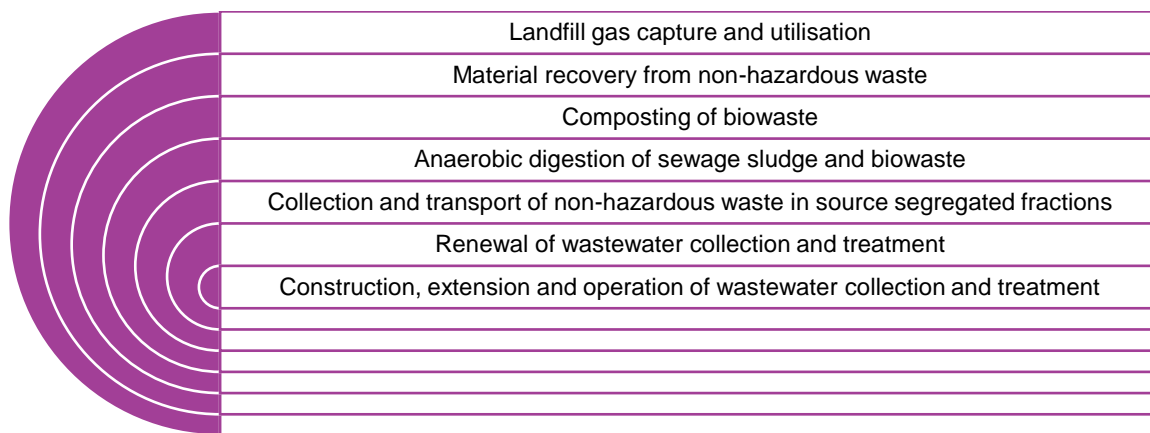 Landfill gas capture and utilisation
Material recovery from non-hazardous waste
Composting of biowaste
Anaerobic digestion of sewage sludge and biowaste
Collection and transport of non-hazardous waste in source segregated fractions
Renewal of wastewater collection and treatment
Construction, extension and operation of wastewater collection and treatment